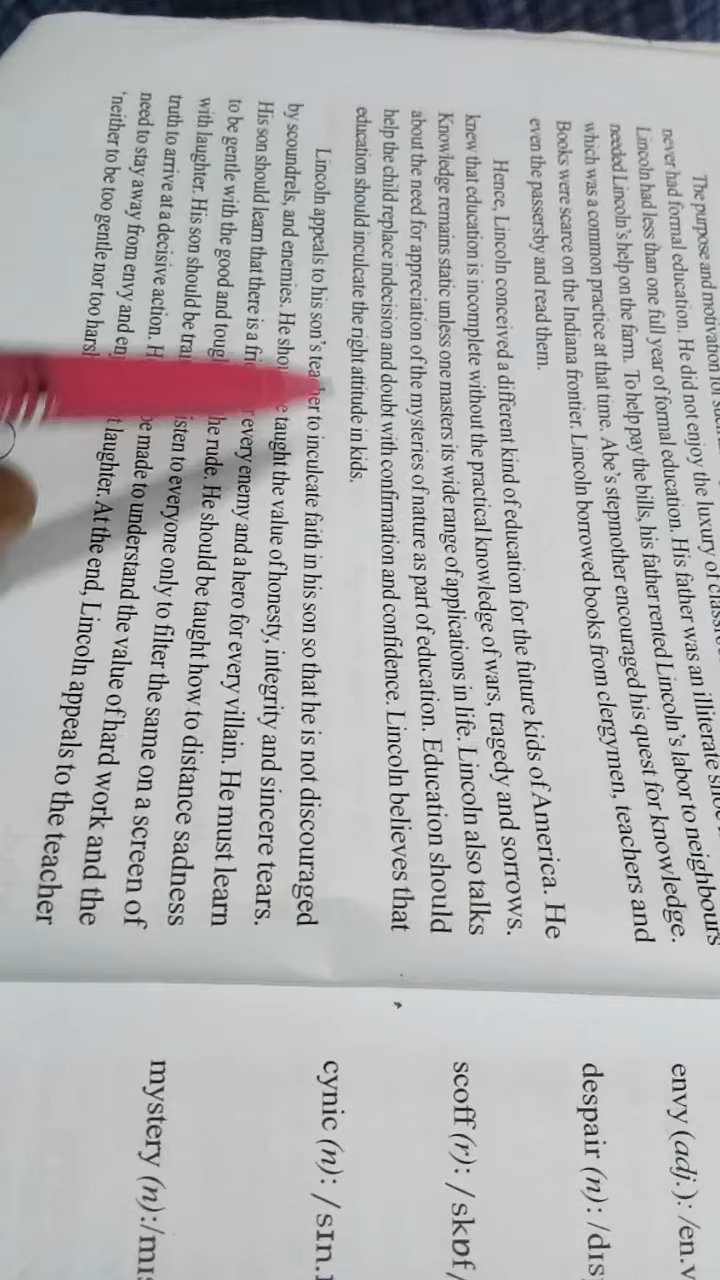 The purpose and motivation for
never had formal education. He did not enjoy the luxury of
Lincoln had less than one full year of formal education. His father was an illiterate
needed Lincoln's help on the farm. To help pay the bills, his father rented Lincoln's labor to neighbours
which was a common practice at that time. Abe's stepmother encouraged his quest for knowledge.
Books were scarce on the Indiana frontier. Lincoln borrowed books from clergymen, teachers and
even the passersby and read them.
Hence, Lincoln conceived a different kind of education for the future kids of America. He
knew that education is incomplete without the practical knowledge of wars, tragedy and sorrows.
Knowledge remains static unless one masters its wide range of applications in life. Lincoln also talks
about the need for appreciation of the mysteries of nature as part of education. Education should
help the child replace indecision and doubt with confirmation and confidence. Lincoln believes that
education should inculcate the right attitude in kids.
Lincoln appeals to his son's teacher to inculcate faith in his son so that he is not discouraged
by scoundrels, and enemies. He taught the value of honesty, integrity and sincere tears.
His son should learn that there is a every enemy and a hero for every villain. He must learn
to be gentle with the good and he rude. He should be taught how to distance sadness
with laughter. His son should be listen to everyone only to filter the same on a screen of
truth to arrive at a decisive action. be made to understand the value of hard work and the
need to stay away from envy and laughter. At the end, Lincoln appeals to the teacher
'neither to be too gentle nor too harsh
envy (adj.): /en.v
despair (n): /dɪs
scoff (r): / skɒf/
cynic (n): / sɪn.
mystery (n):/mɪs